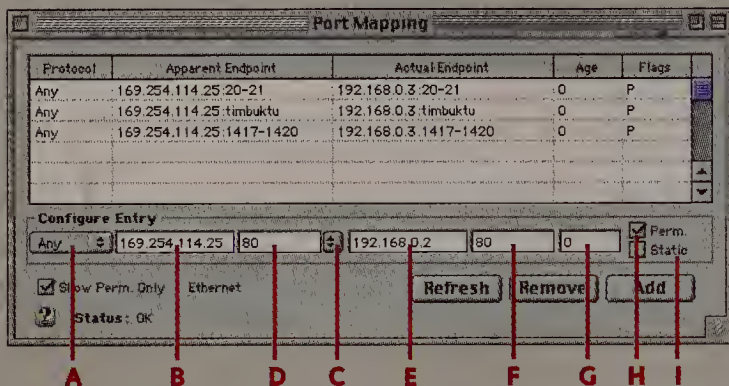 Port Mapping
Protocol Apparent Endpoint Actual Endpoint Age Flags
Any 169.254.114.25:20-21 192.168.0.3:20-21 0 P
Any 169.254.114.25:timbuktu 192.168.0.3:timbuktu 0 P
Any 169.254.114.25:1417-1420 192.168.0.3:1417-1420 0 P
Configure Entry
Any 169.254.114.25 80 192.168.0.2 80 0 Perm.
Static
Show Perm. Only Ethernet Refresh Remove Add
? Status: OK
A B D C E F G H I